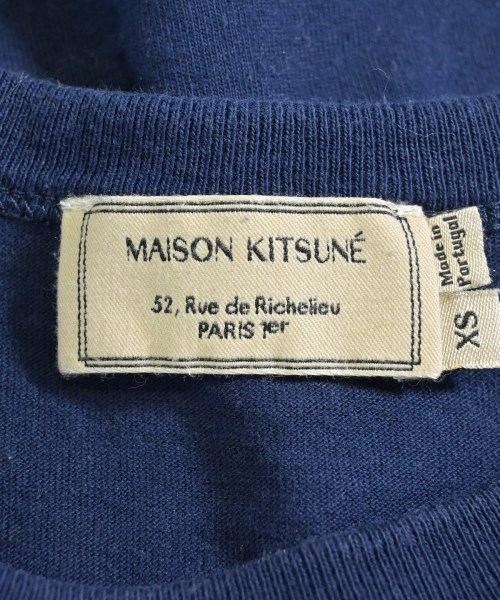 MAISON KITSUNÉ
52, Rue de Richelieu
PARIS 1er
Made in
Portugal
XS